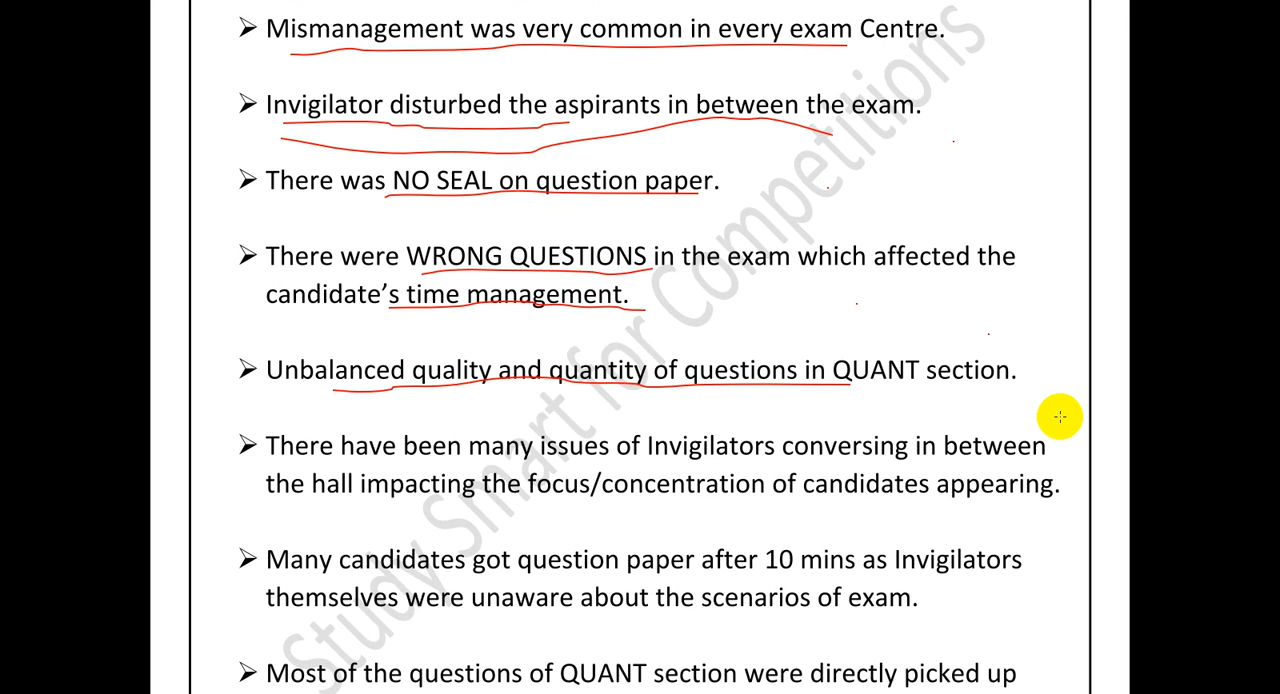 ➢ Mismanagement was very common in every exam Centre.
➢ Invigilator disturbed the aspirants in between the exam.
➢ There was NO SEAL on question paper.
➢ There were WRONG QUESTIONS in the exam which affected the
candidate’s time management.
➢ Unbalanced quality and quantity of questions in QUANT section.
➢ There have been many issues of Invigilators conversing in between
the hall impacting the focus/concentration of candidates appearing.
➢ Many candidates got question paper after 10 mins as Invigilators
themselves were unaware about the scenarios of exam.
➢ Most of the questions of QUANT section were directly picked up
Study Smart for Competitions